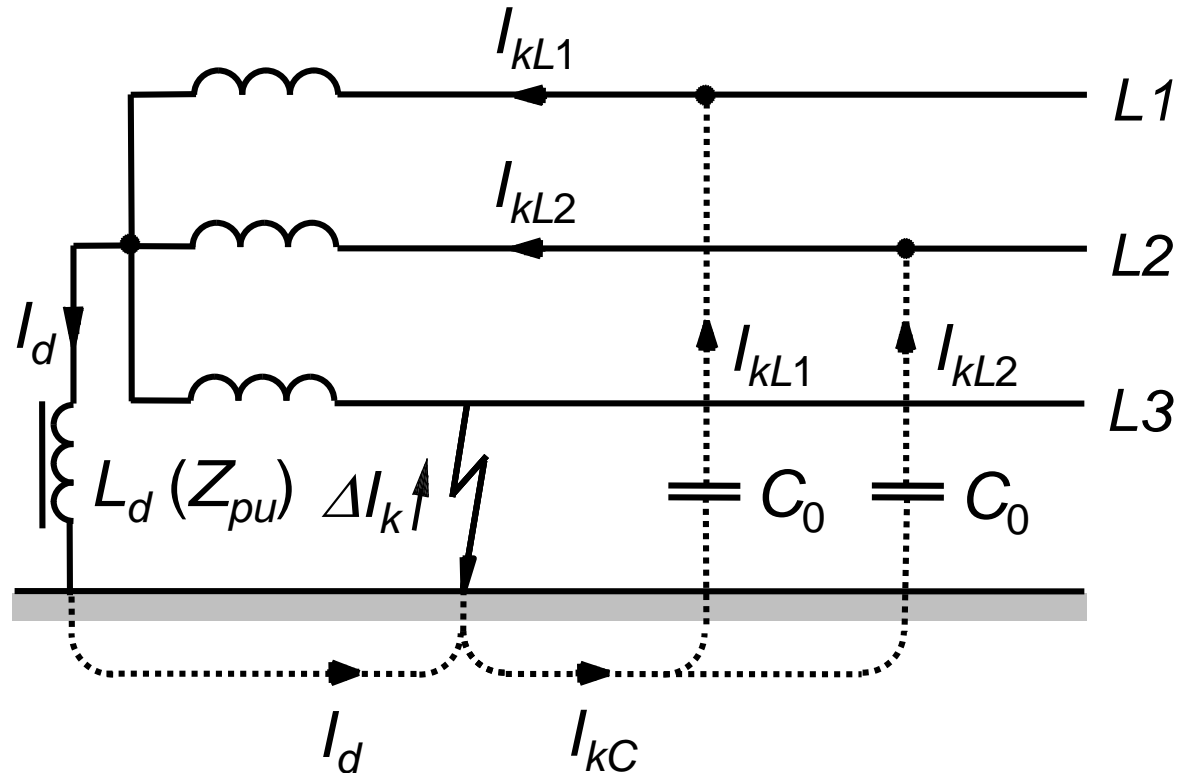 IkL1
L1
IkL2
L2
Id
IkL1
IkL2
L3
Ld (Zpu)
ΔIk
C0
C0
Id
IkC